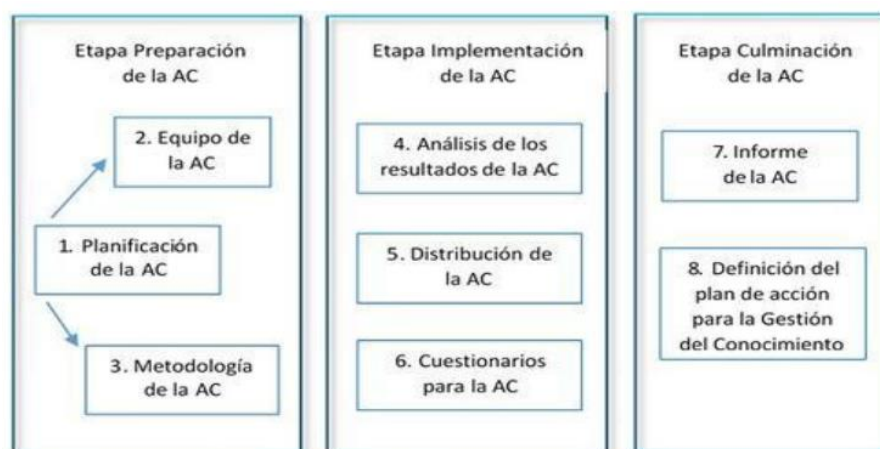 Etapa Preparación
de la AC
2. Equipo de
la AC
1. Planificación
de la AC
3. Metodología
de la AC
Etapa Implementación
de la AC
4. Análisis de los
resultados de la AC
5. Distribución de
la AC
6. Cuestionarios
para la AC
Etapa Culminación
de la AC
7. Informe
de la AC
8. Definición del
plan de acción
para la Gestión
del Conocimiento